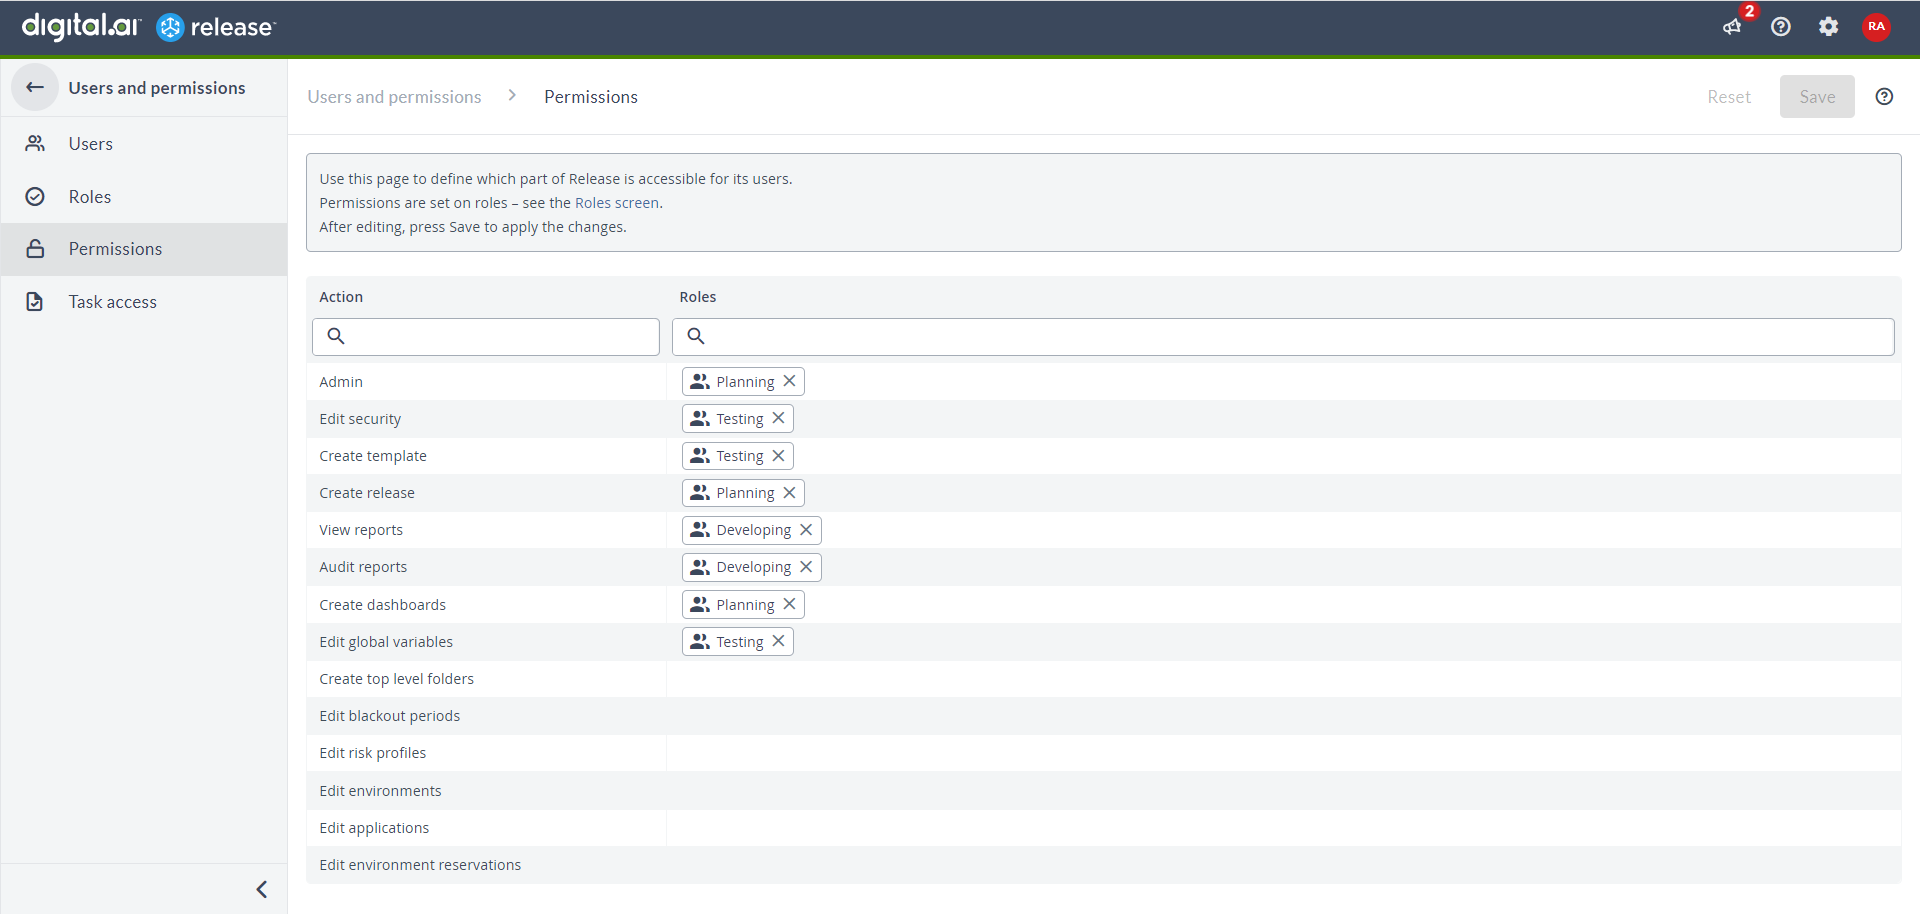 digital.ai release
2
RA
Users and permissions
Users
Roles
Permissions
Task access
Users and permissions Permissions
Reset Save
Use this page to define which part of Release is accessible for its users.
Permissions are set on roles – see the Roles screen.
After editing, press Save to apply the changes.
Action Roles
Admin Planning
Edit security Testing
Create template Testing
Create release Planning
View reports Developing
Audit reports Developing
Create dashboards Planning
Edit global variables Testing
Create top level folders
Edit blackout periods
Edit risk profiles
Edit environments
Edit applications
Edit environment reservations